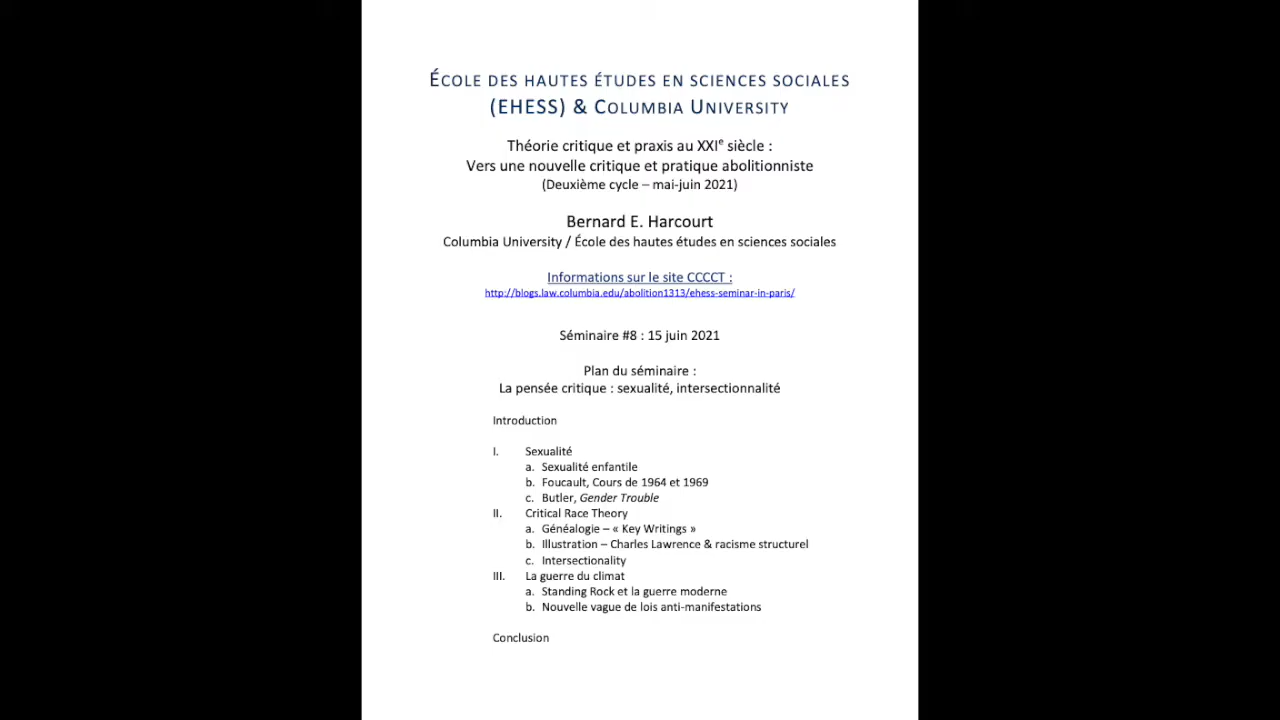 ÉCOLE DES HAUTES ÉTUDES EN SCIENCES SOCIALES
(EHESS) & COLUMBIA UNIVERSITY
Théorie critique et praxis au XXIe siècle :
Vers une nouvelle critique et pratique abolitionniste
(Deuxième cycle – mai-juin 2021)
Bernard E. Harcourt
Columbia University / École des hautes études en sciences sociales
Informations sur le site CCCCT :
http://blogs.law.columbia.edu/abolition1313/ehess-seminar-in-paris/
Séminaire #8 : 15 juin 2021
Plan du séminaire :
La pensée critique : sexualité, intersectionnalité
Introduction
I. Sexualité
a. Sexualité enfantile
b. Foucault, Cours de 1964 et 1969
c. Butler, Gender Trouble
II. Critical Race Theory
a. Généalogie – « Key Writings »
b. Illustration – Charles Lawrence & racisme structurel
c. Intersectionality
III. La guerre du climat
a. Standing Rock et la guerre moderne
b. Nouvelle vague de lois anti-manifestations
Conclusion